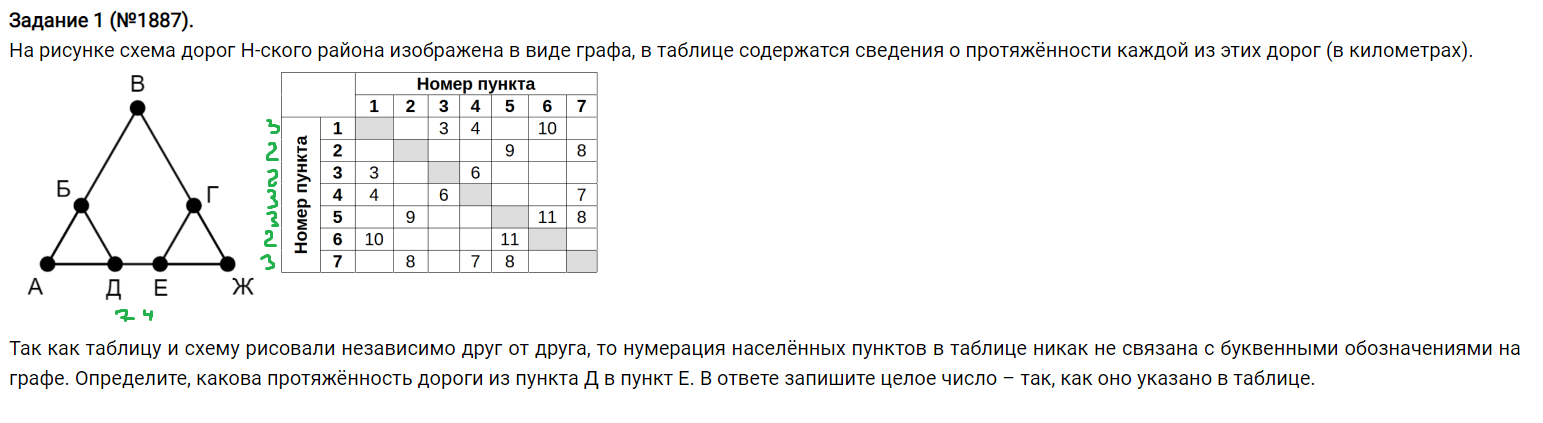 Задание 1 (№1887).
На рисунке схема дорог Н-ского района изображена в виде графа, в таблице содержатся сведения о протяжённости каждой из этих дорог (в километрах).
В
Б
Г
А Д Е Ж
7 4
Номер пункта
1 2 3 4 5 6 7
Номер пункта
3 1 3 4 10
2 2 9 8
2 3 3 6
3 4 4 6 7
3 5 9 11 8
2 6 10 11
3 7 8 7 8
Так как таблицу и схему рисовали независимо друг от друга, то нумерация населённых пунктов в таблице никак не связана с буквенными обозначениями на
графе. Определите, какова протяжённость дороги из пункта Д в пункт Е. В ответе запишите целое число – так, как оно указано в таблице.